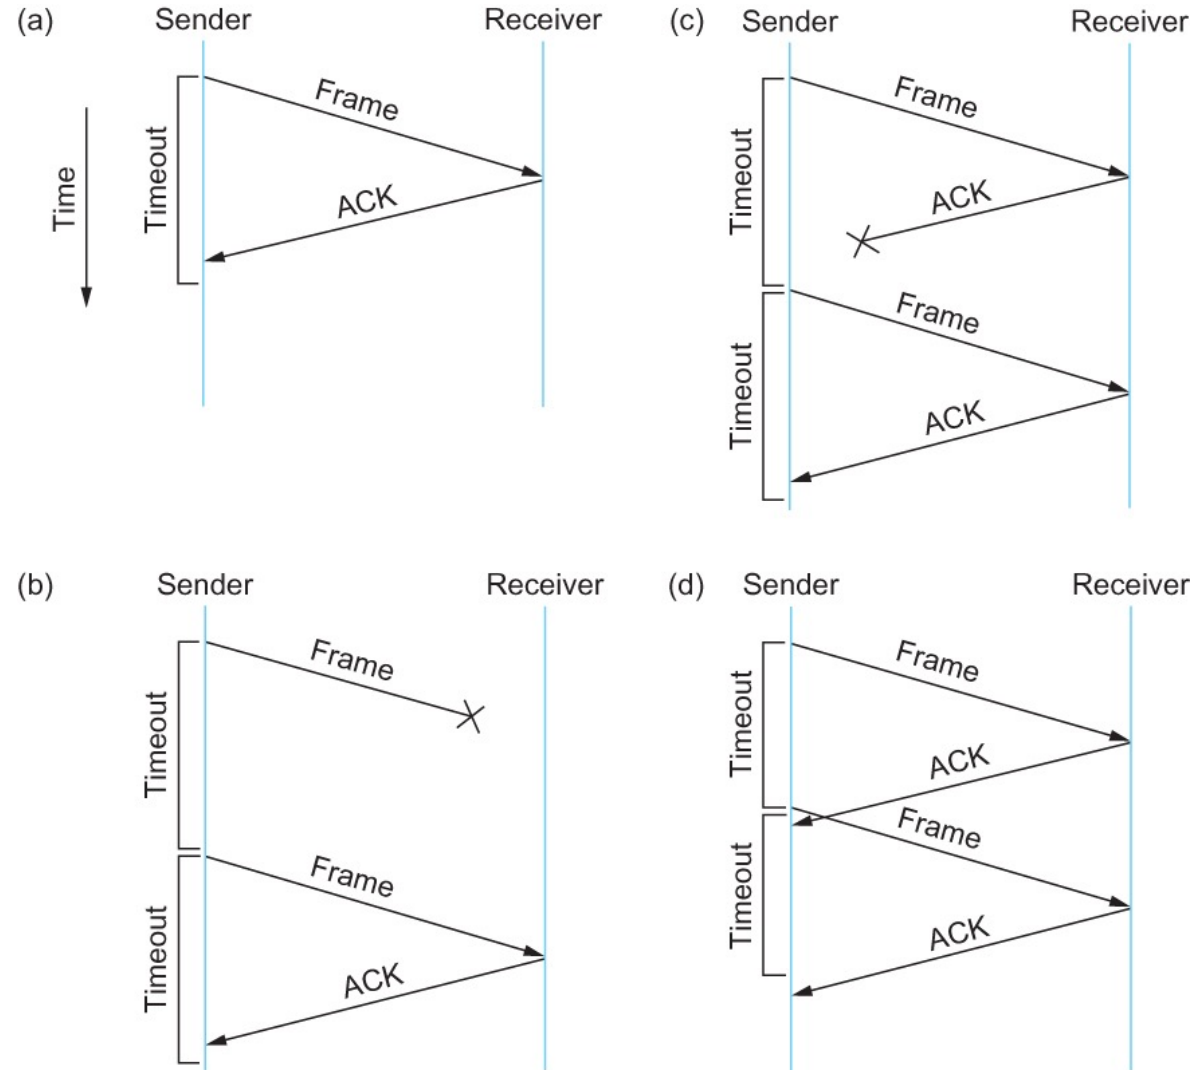 (a)
Sender
Receiver
Time
Timeout
Frame
ACK
(c)
Sender
Receiver
Timeout
Frame
ACK
Timeout
Frame
ACK
(b)
Sender
Receiver
Timeout
Frame
Timeout
Frame
ACK
(d)
Sender
Receiver
Timeout
Frame
ACK
Timeout
Frame
ACK